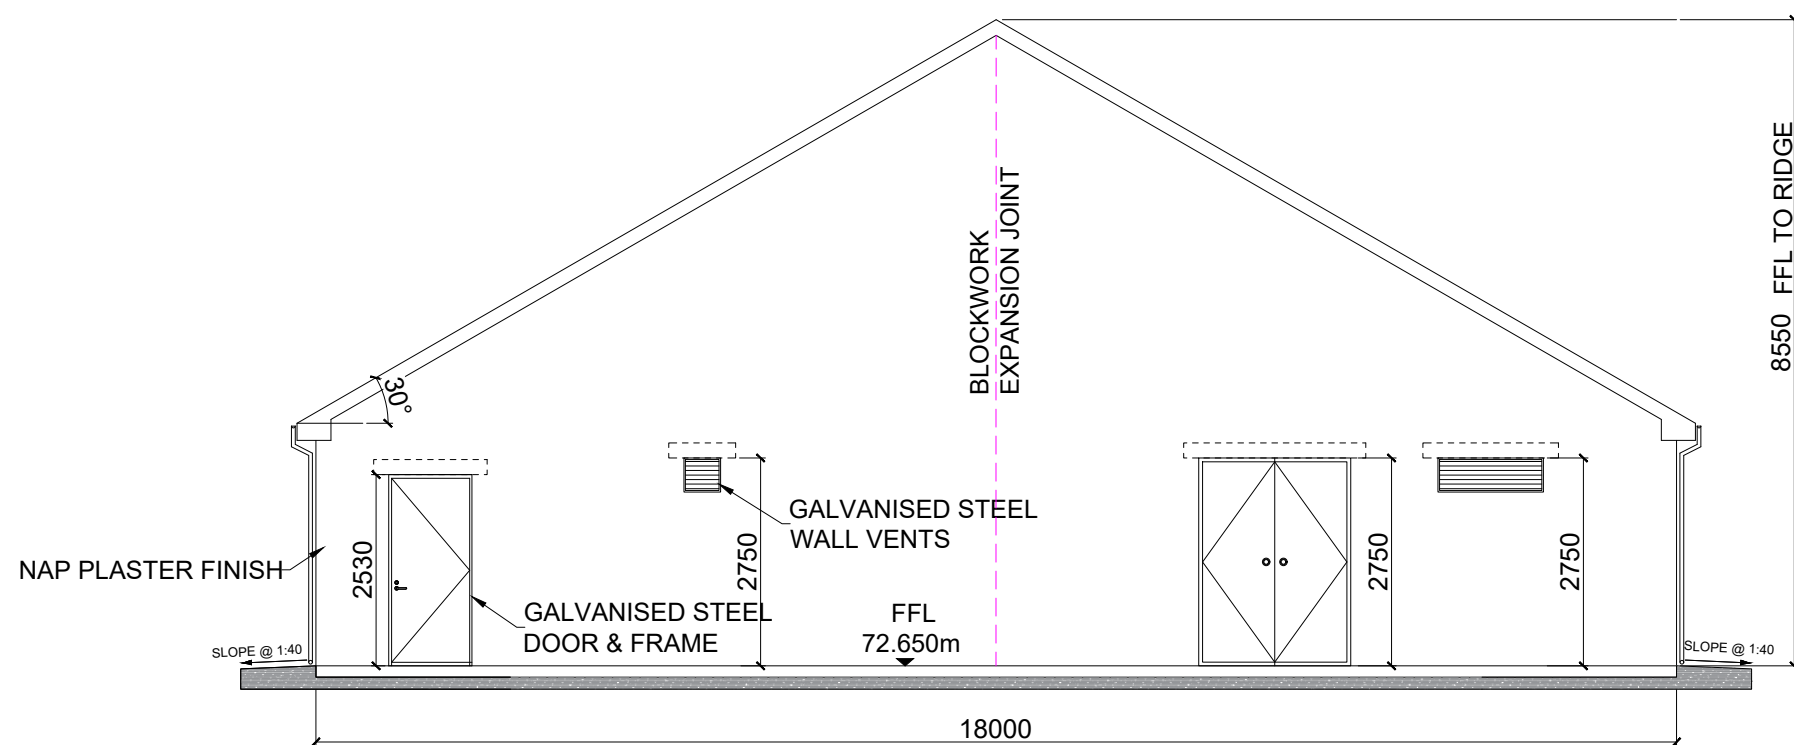 8550 FFL TO RIDGE
BLOCKWORK
EXPANSION JOINT
30°
GALVANISED STEEL
WALL VENTS
NAP PLASTER FINISH
2530
2750
2750
2750
GALVANISED STEEL
DOOR & FRAME
FFL
72.650m
SLOPE @ 1:40
SLOPE @ 1:40
18000